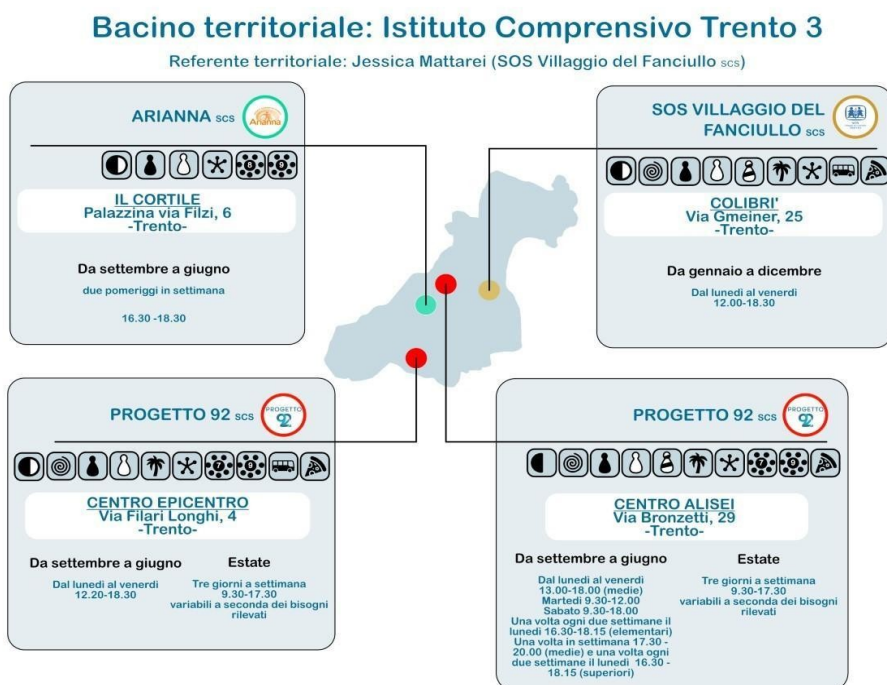 Bacino territoriale: Istituto Comprensivo Trento 3
Referente territoriale: Jessica Mattarei (SOS Villaggio del Fanciullo scs)
ARIANNA scs
Arianna
IL CORTILE
Palazzina via Filzi, 6
-Trento-
Da settembre a giugno
due pomeriggi in settimana
16.30 -18.30
SOS VILLAGGIO DEL
FANCIULLO scs
COLIBRI'
Via Gmeiner, 25
-Trento-
Da gennaio a dicembre
Dal lunedì al venerdì
12.00-18.30
PROGETTO 92 scs
PROGETTO
92
CENTRO EPICENTRO
Via Filari Longhi, 4
-Trento-
Da settembre a giugno
Dal lunedì al venerdì
12.20-18.30
Estate
Tre giorni a settimana
9.30-17.30
variabili a seconda dei bisogni
rilevati
PROGETTO 92 scs
PROGETTO
92
CENTRO ALISEI
Via Bronzetti, 29
-Trento-
Da settembre a giugno
Dal lunedì al venerdì
13.00-18.00 (medie)
Martedì 9.30-12.00
Sabato 9.30-18.00
Una volta ogni due settimane il
lunedì 16.30-18.15 (elementari)
Una volta in settimana 17.30 -
20.00 (medie) e una volta ogni
due settimane il lunedì 16.30 -
18.15 (superiori)
Estate
Tre giorni a settimana
9.30-17.30
variabili a seconda dei bisogni
rilevati